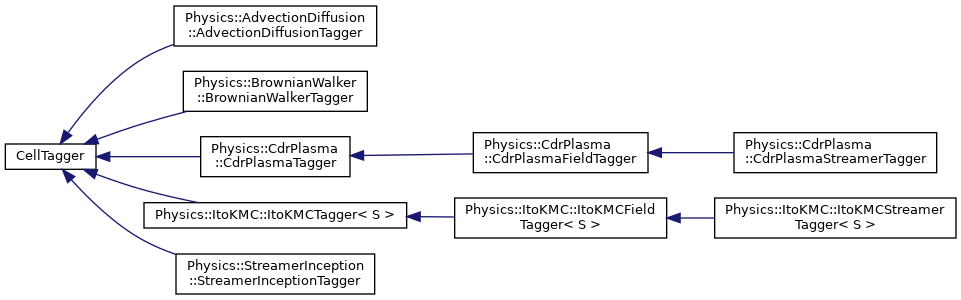 Physics::AdvectionDiffusion
::AdvectionDiffusionTagger
Physics::BrownianWalker
::BrownianWalkerTagger
CellTagger
Physics::CdrPlasma
::CdrPlasmaTagger
Physics::CdrPlasma
::CdrPlasmaFieldTagger
Physics::CdrPlasma
::CdrPlasmaStreamerTagger
Physics::ItoKMC::ItoKMCTagger< S >
Physics::ItoKMC::ItoKMCField
Tagger< S >
Physics::ItoKMC::ItoKMCStreamer
Tagger< S >
Physics::StreamerInception
::StreamerInceptionTagger